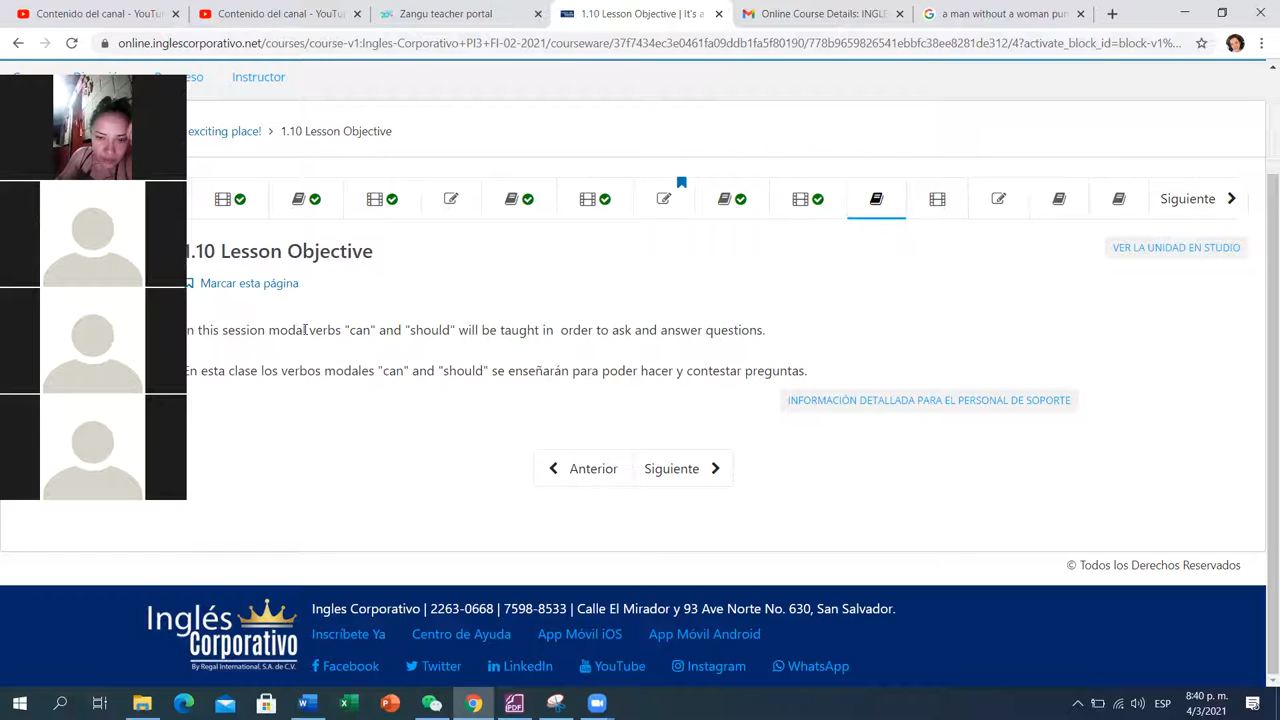 Contenido del canal - YouTu
Contenido del canal - YouTu
Zangu teacher portal
1.10 Lesson Objective | It's a
Online Course Details: INGLE
a man without a woman pun
online.inglescorporativo.net/courses/course-v1:Ingles-Corporativo+PI3+FI-02-2021/courseware/37f7434ec3e0461fa09ddb1fa5f80190/778b9659826541ebbfc38ee8281de312/4?activate_block_id=block-v1%...
Instructor
exciting place! > 1.10 Lesson Objective
Siguiente
1.10 Lesson Objective
VER LA UNIDAD EN STUDIO
Marcar esta página
n this session modal verbs "can" and "should" will be taught in order to ask and answer questions.
En esta clase los verbos modales "can" and "should" se enseñarán para poder hacer y contestar preguntas.
INFORMACIÓN DETALLADA PARA EL PERSONAL DE SOPORTE
Anterior
Siguiente
© Todos los Derechos Reservados
Inglés Corporativo
By Regal International, S.A. de C.V.
Ingles Corporativo | 2263-0668 | 7598-8533 | Calle El Mirador y 93 Ave Norte No. 630, San Salvador.
Inscríbete Ya
Centro de Ayuda
App Móvil iOS
App Móvil Android
Facebook
Twitter
LinkedIn
YouTube
Instagram
WhatsApp
ESP
8:40 p. m.
4/3/2021